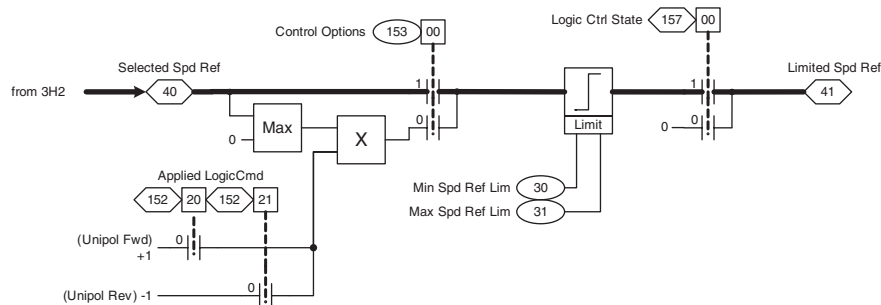 Control Options 153 00
Logic Ctrl State 157 00
from 3H2
Selected Spd Ref
40
1
1
Limited Spd Ref
41
Max
0
X
0
Limit
0
0
Min Spd Ref Lim 30
Max Spd Ref Lim 31
Applied LogicCmd
152 20 152 21
(Unipol Fwd)
+1
0
(Unipol Rev) -1
0